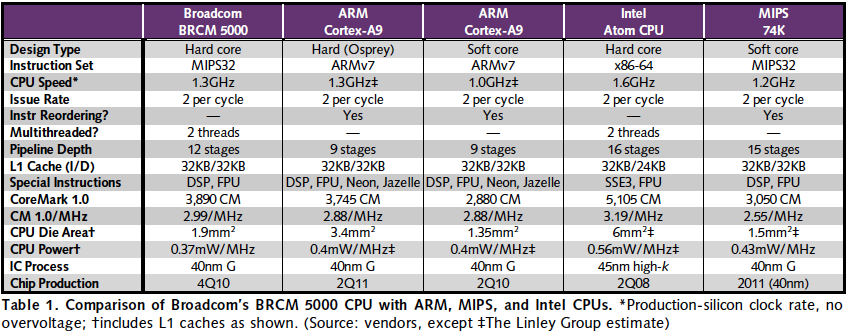 Broadcom ARM ARM Intel MIPS
BRCM 5000 Cortex-A9 Cortex-A9 Atom CPU 74K
Design Type Hard core Hard (Osprey) Soft core Hard core Soft core
Instruction Set MIPS32 ARMv7 ARMv7 x86-64 MIPS32
CPU Speed* 1.3GHz 1.3GHz‡ 1.0GHz‡ 1.6GHz 1.2GHz
Issue Rate 2 per cycle 2 per cycle 2 per cycle 2 per cycle 2 per cycle
Instr Reordering? — Yes Yes — Yes
Multithreaded? 2 threads — — 2 threads —
Pipeline Depth 12 stages 9 stages 9 stages 16 stages 15 stages
L1 Cache (I/D) 32KB/32KB 32KB/32KB 32KB/32KB 32KB/24KB 32KB/32KB
Special Instructions DSP, FPU DSP, FPU, Neon, Jazelle DSP, FPU, Neon, Jazelle SSE3, FPU DSP, FPU
CoreMark 1.0 3,890 CM 3,745 CM 2,880 CM 5,105 CM 3,050 CM
CM 1.0/MHz 2.99/MHz 2.88/MHz 2.88/MHz 3.19/MHz 2.55/MHz
CPU Die Area† 1.9mm² 3.4mm² 1.35mm² 6mm²‡ 1.5mm²‡
CPU Power† 0.37mW/MHz 0.4mW/MHz‡ 0.4mW/MHz‡ 0.56mW/MHz‡ 0.43mW/MHz
IC Process 40nm G 40nm G 40nm G 45nm high-k 40nm G
Chip Production 4Q10 2Q11 2Q10 2Q08 2011 (40nm)
Table 1. Comparison of Broadcom's BRCM 5000 CPU with ARM, MIPS, and Intel CPUs. *Production-silicon clock rate, no
overvoltage; †includes L1 caches as shown. (Source: vendors, except ‡The Linley Group estimate)